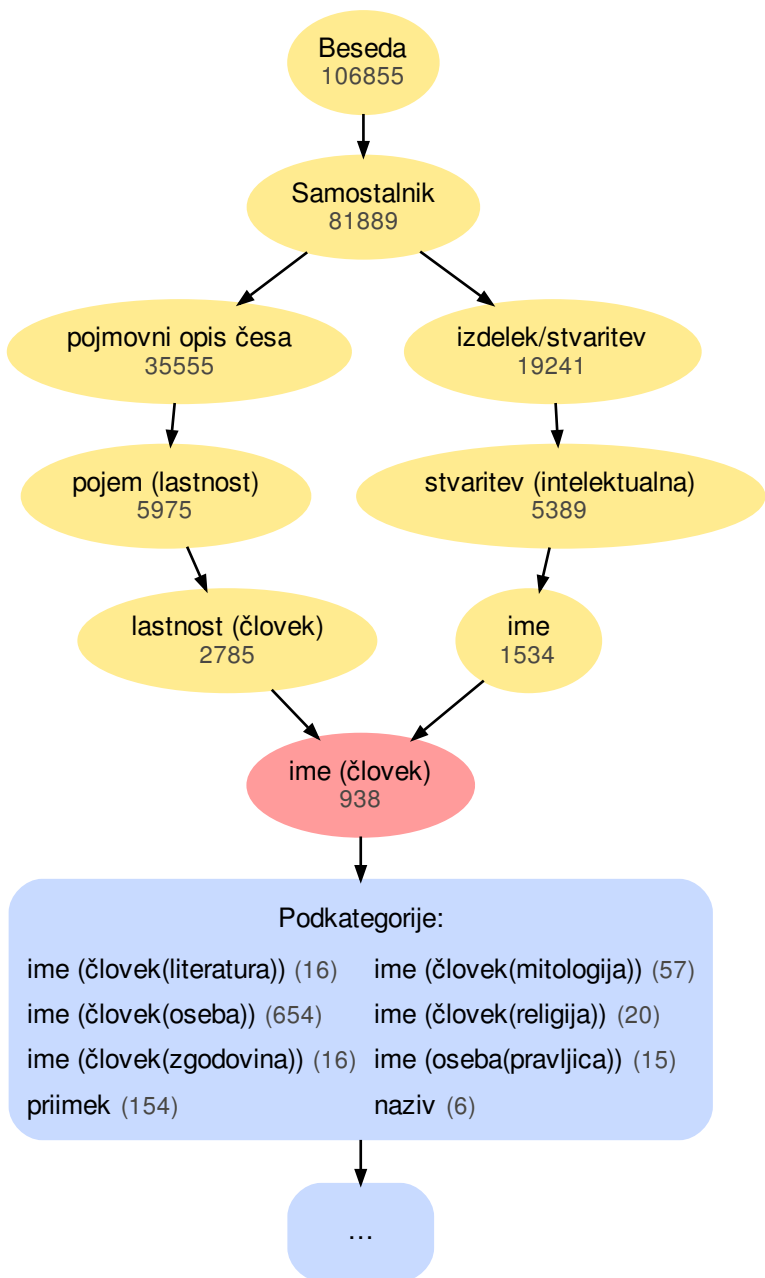 Beseda
106855
Samostalnik
81889
pojmovni opis česa
35555
izdelek/stvaritev
19241
pojem (lastnost)
5975
stvaritev (intelektualna)
5389
lastnost (človek)
2785
ime
1534
ime (človek)
938
Podkategorije:
ime (človek(literatura)) (16) ime (človek(mitologija)) (57)
ime (človek(oseba)) (654) ime (človek(religija)) (20)
ime (človek(zgodovina)) (16) ime (oseba(pravljica)) (15)
priimek (154) naziv (6)
...